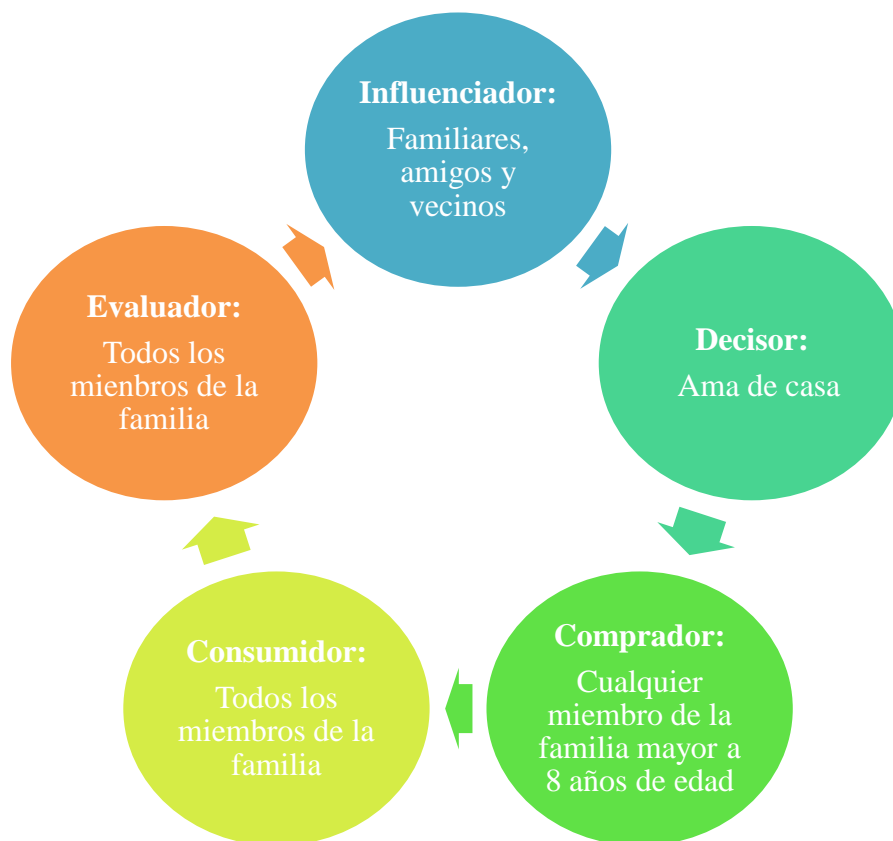 Influenciador:
Familiares,
amigos y
vecinos
Decisor:
Ama de casa
Comprador:
Cualquier
miembro de la
familia mayor a
8 años de edad
Consumidor:
Todos los
miembros de la
familia
Evaluador:
Todos los
mienbros de la
familia